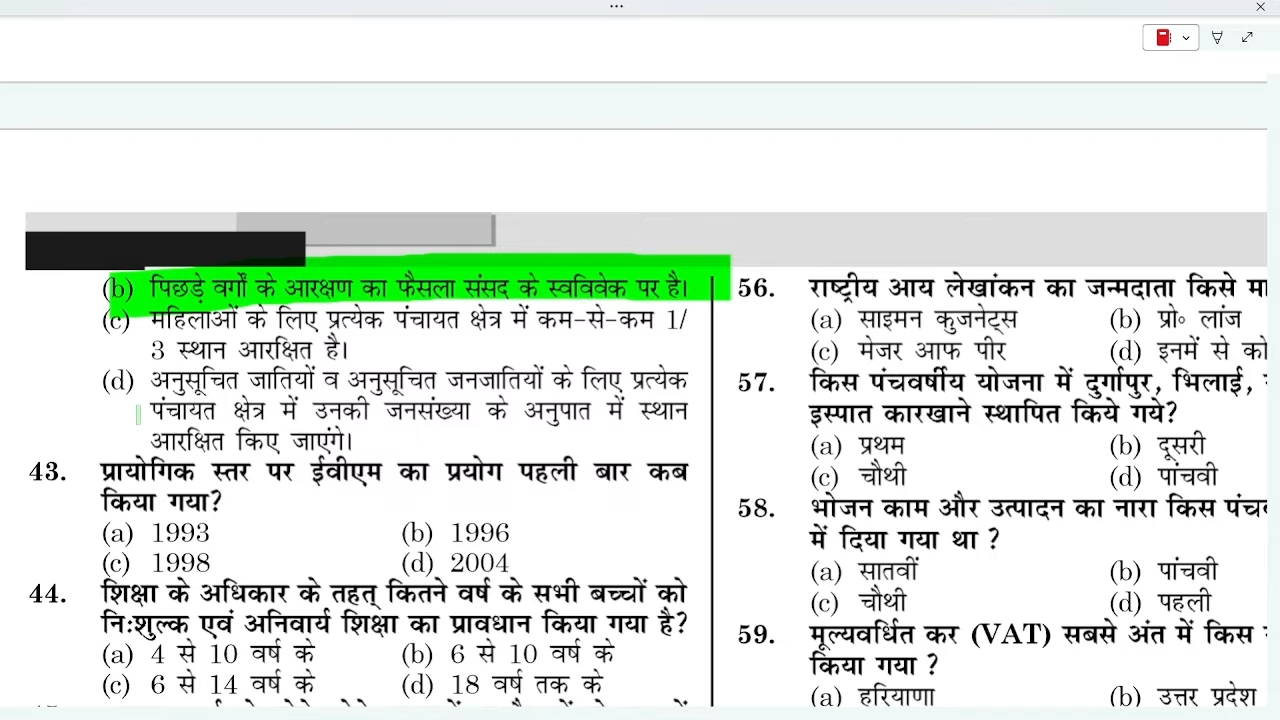 (b) पिछड़े वर्गों के आरक्षण का फैसला संसद के स्वविवेक पर है।
(c) महिलाओं के लिए प्रत्येक पंचायत क्षेत्र में कम-से-कम 1/
3 स्थान आरक्षित है।
(d) अनुसूचित जातियों व अनुसूचित जनजातियों के लिए प्रत्येक
पंचायत क्षेत्र में उनकी जनसंख्या के अनुपात में स्थान
आरक्षित किए जाएंगे।
43. प्रायोगिक स्तर पर ईवीएम का प्रयोग पहली बार कब
किया गया?
(a) 1993 (b) 1996
(c) 1998 (d) 2004
44. शिक्षा के अधिकार के तहत् कितने वर्ष के सभी बच्चों को
निःशुल्क एवं अनिवार्य शिक्षा का प्रावधान किया गया है?
(a) 4 से 10 वर्ष के (b) 6 से 10 वर्ष के
(c) 6 से 14 वर्ष के (d) 18 वर्ष तक के
56. राष्ट्रीय आय लेखांकन का जन्मदाता किसे मा
(a) साइमन कुजनेट्स (b) प्रो॰ लांज
(c) मेजर आफ पीर (d) इनमें से को
57. किस पंचवर्षीय योजना में दुर्गापुर, भिलाई,
इस्पात कारखाने स्थापित किये गये?
(a) प्रथम (b) दूसरी
(c) चौथी (d) पांचवी
58. भोजन काम और उत्पादन का नारा किस पंच
में दिया गया था ?
(a) सातवीं (b) पांचवी
(c) चौथी (d) पहली
59. मूल्यवर्धित कर (VAT) सबसे अंत में किस
किया गया ?
(a) हरियाणा (b) उत्तर प्रदेश